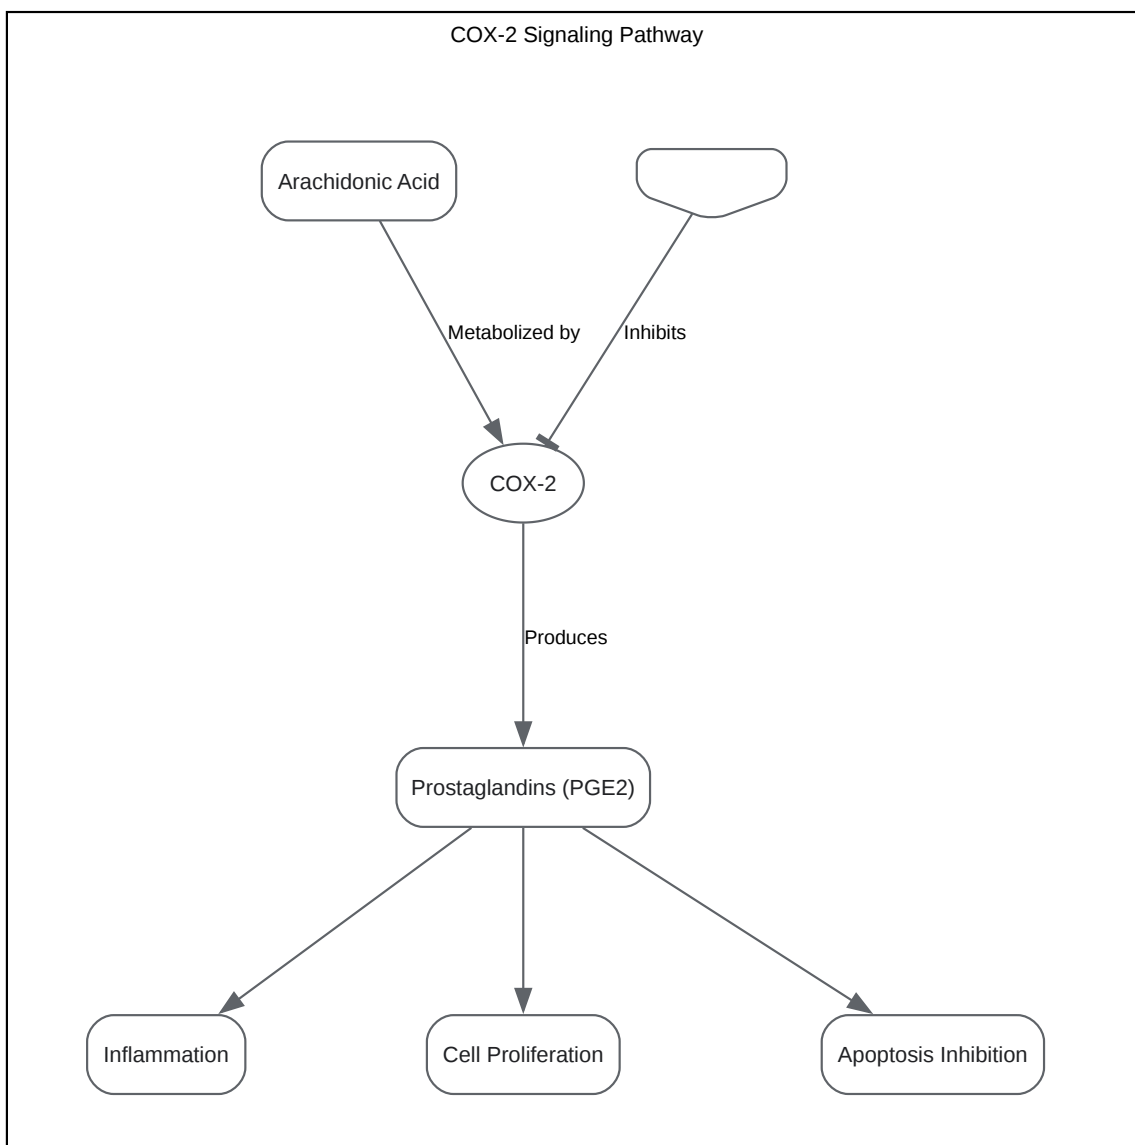 COX-2 Signaling Pathway
Arachidonic Acid
Metabolized by
Inhibits
COX-2
Produces
Prostaglandins (PGE2)
Inflammation
Cell Proliferation
Apoptosis Inhibition